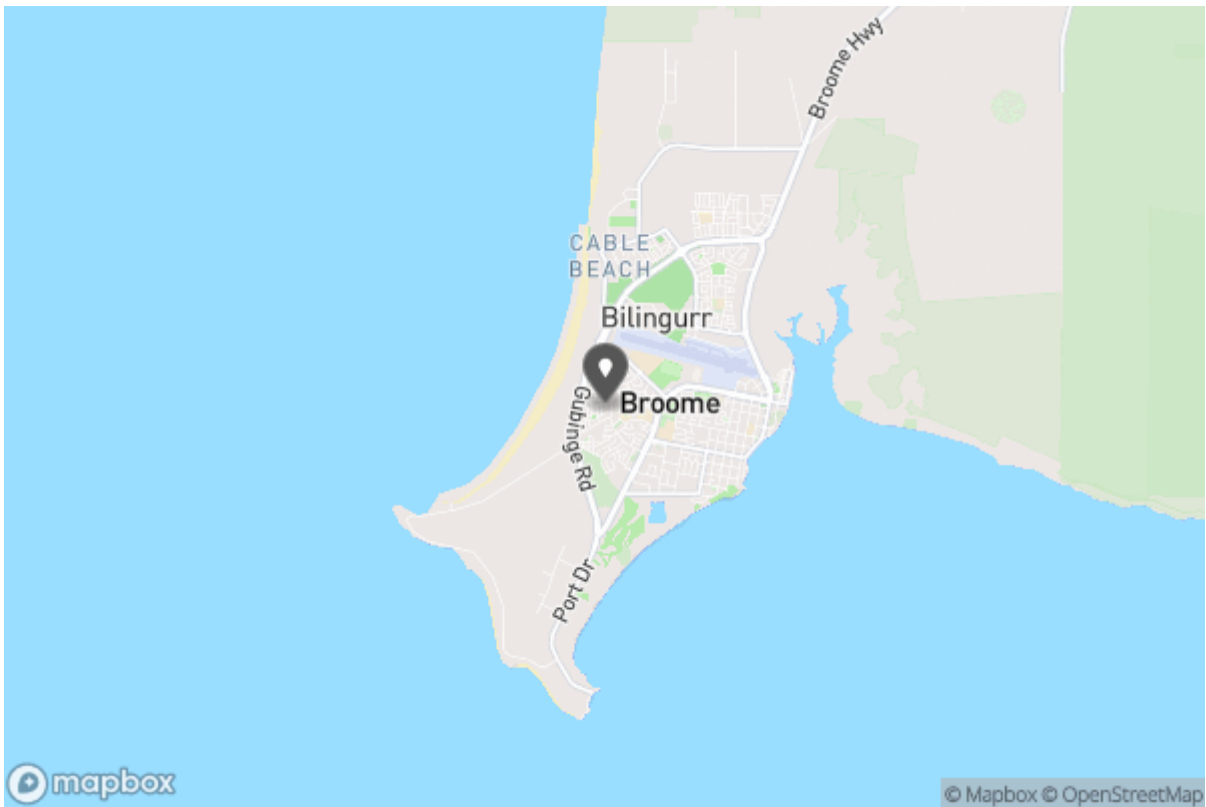 Broome Hwy
CABLE
BEACH
Bilingurr
Broome
Gubinge Rd
Port Dr
mapbox
© Mapbox © OpenStreetMap